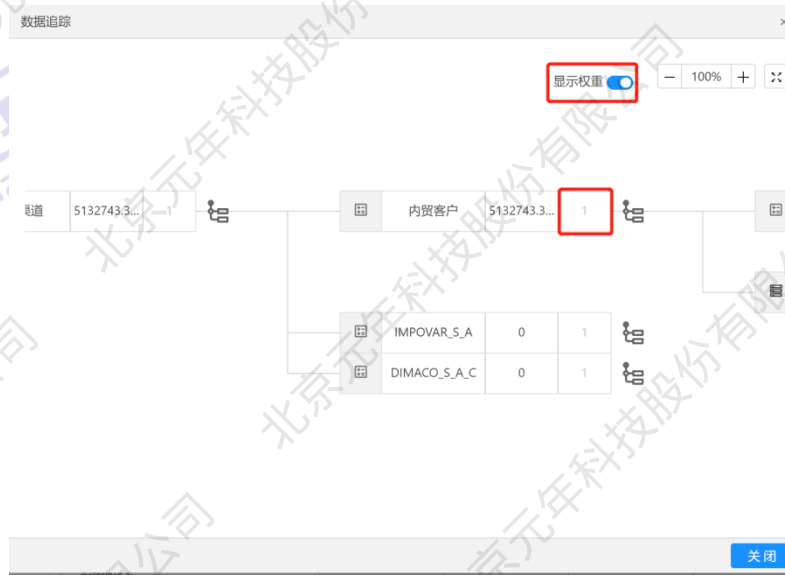 数据追踪 ×
显示权重 — 100% +
渠道 5132743.3... 1 内贸客户 5132743.3... 1
IMPOVAR_S_A 0 1
DIMACO_S_A_C 0 1
关闭
北京元年科技股份有限公司